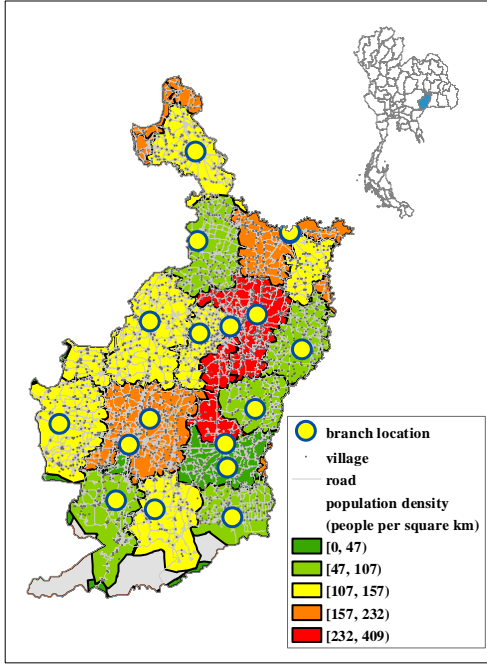 branch location
village
road
population density
(people per square km)
[0, 47)
[47, 107)
[107, 157)
[157, 232)
[232, 409)